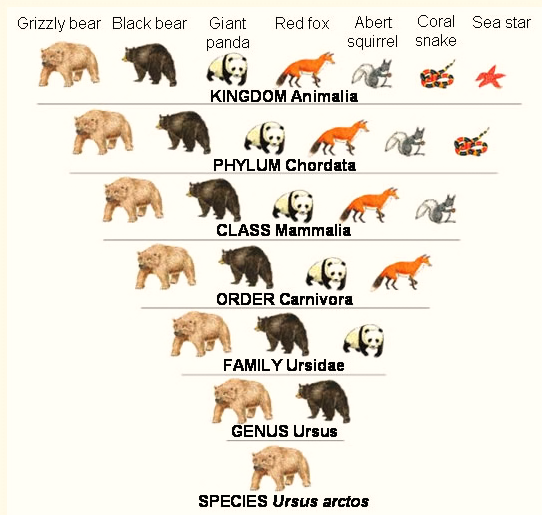 Grizzly bear Black bear Giant panda Red fox Abert squirrel Coral snake Sea star
KINGDOM Animalia
PHYLUM Chordata
CLASS Mammalia
ORDER Carnivora
FAMILY Ursidae
GENUS Ursus
SPECIES Ursus arctos